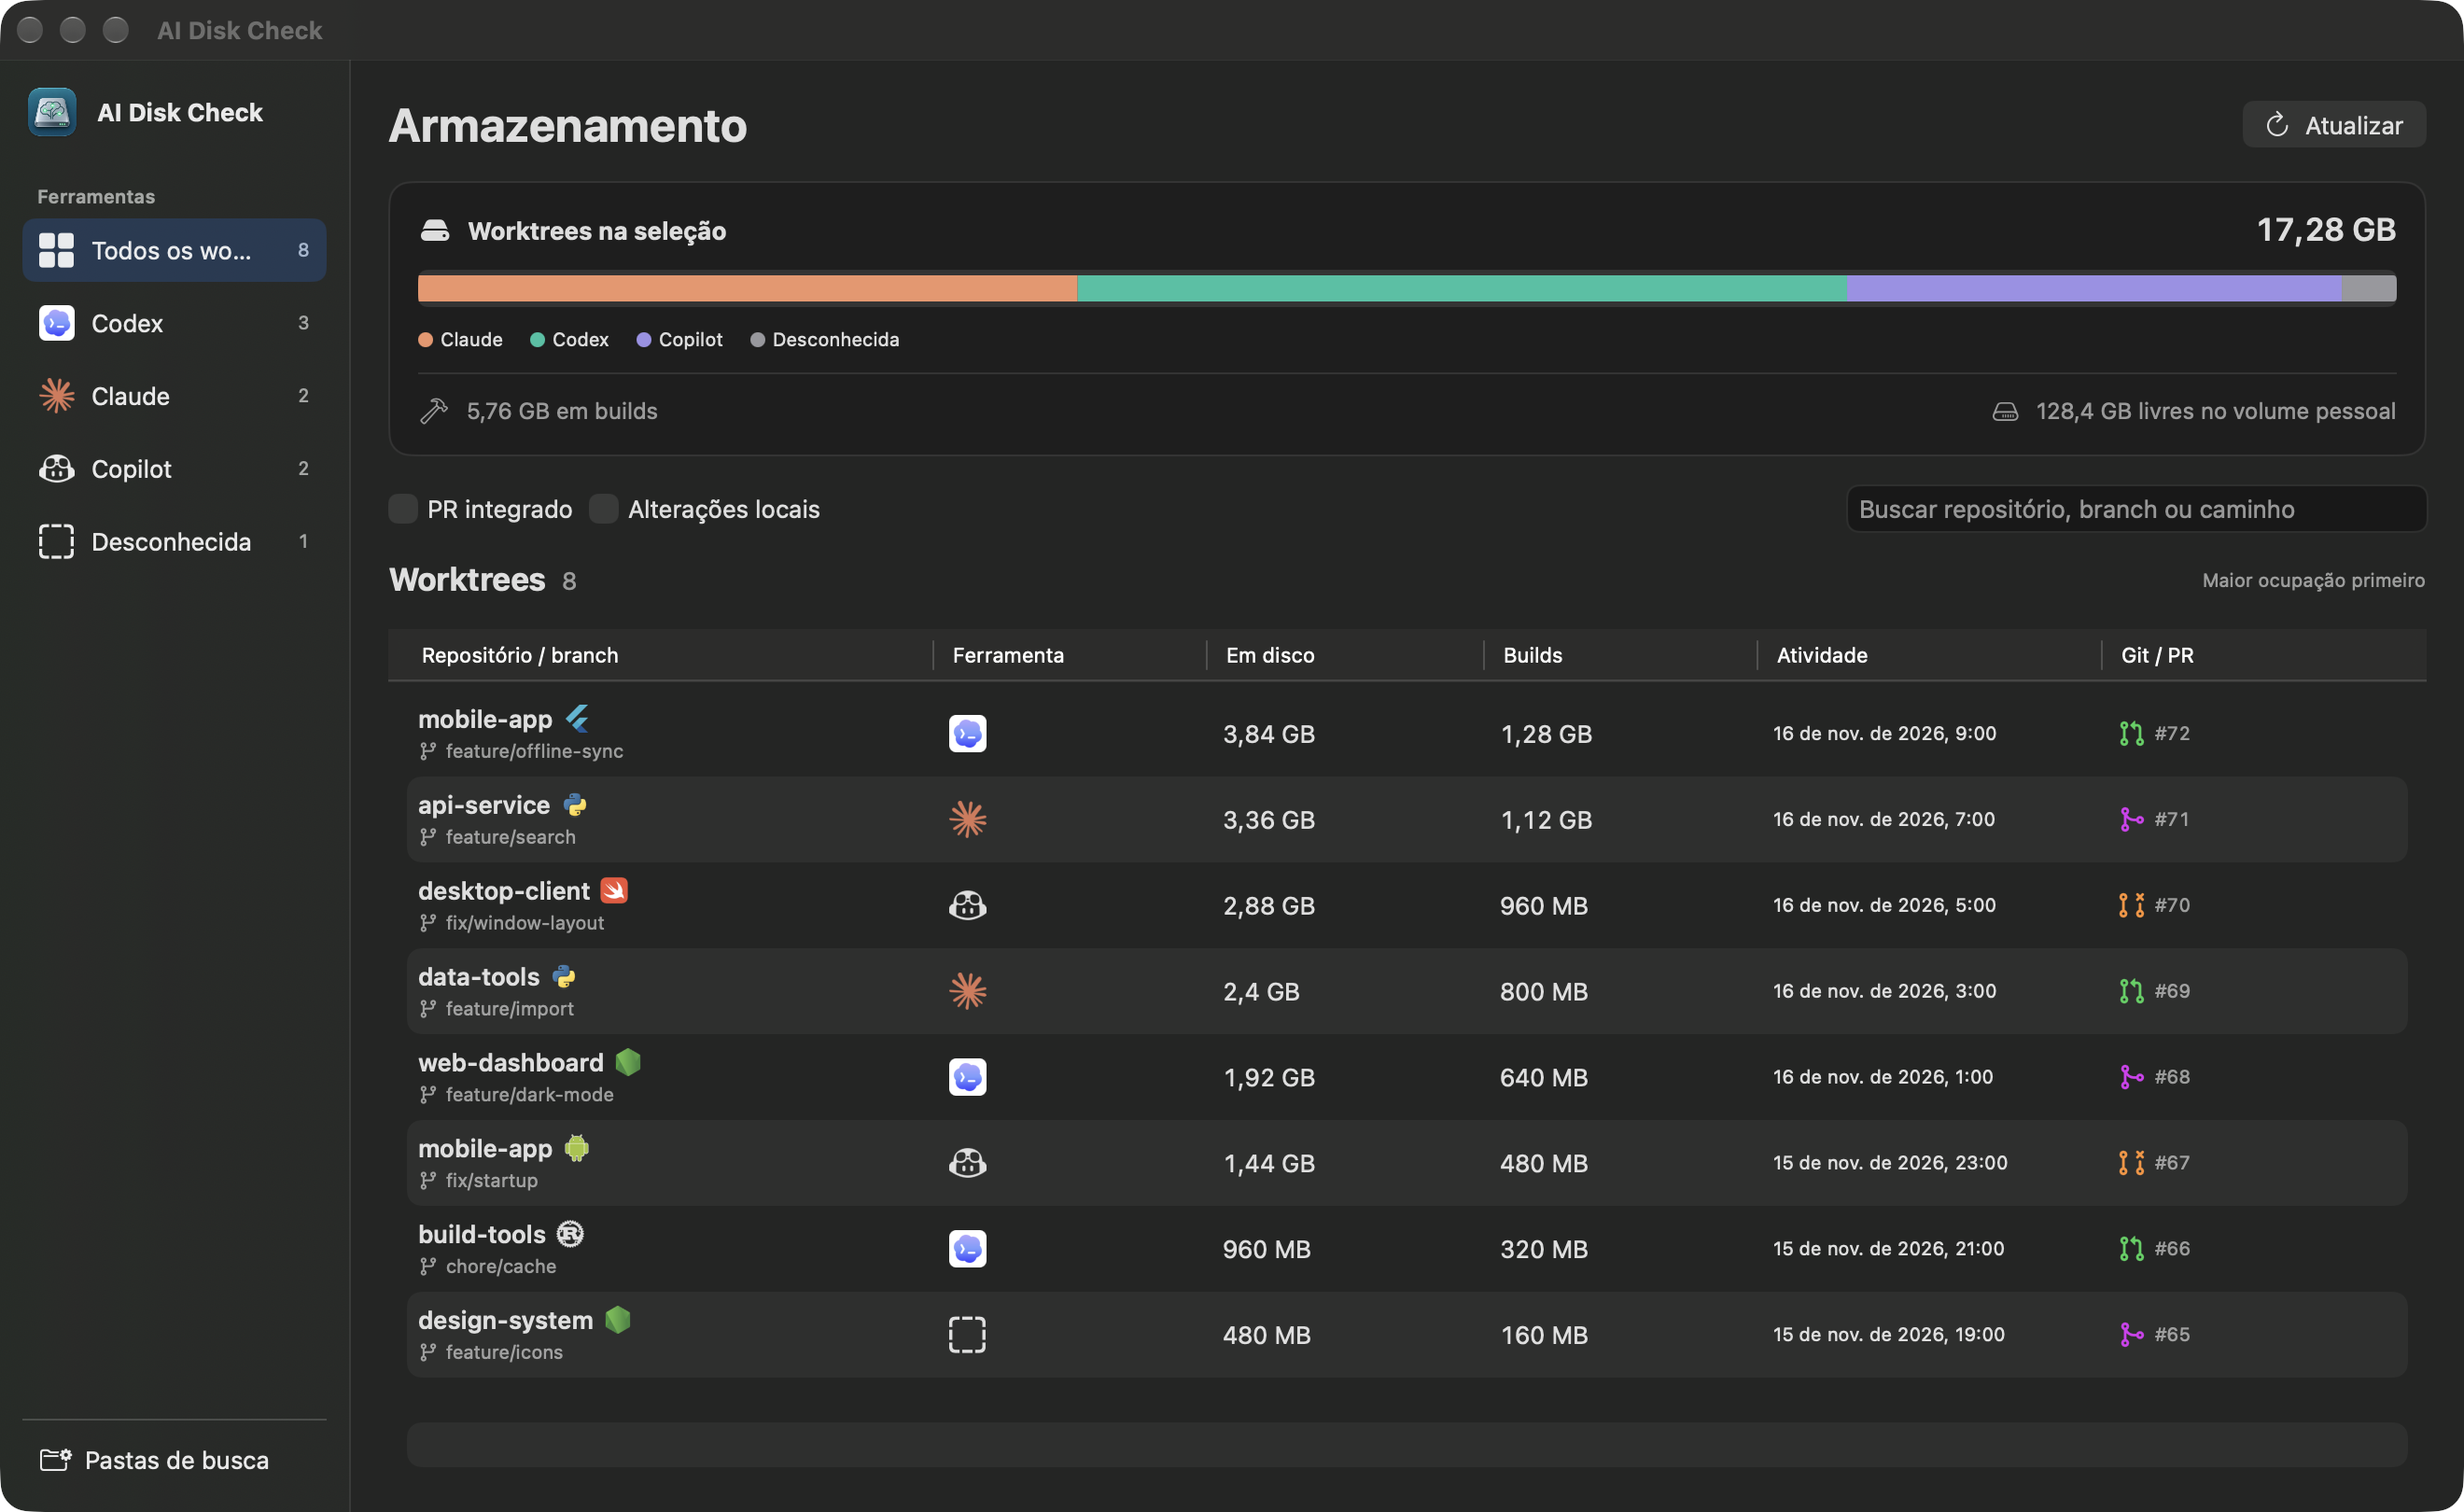 AI Disk Check
AI Disk Check
Ferramentas
Todos os wo... 8
Codex 3
Claude 2
Copilot 2
Desconhecida 1
Pastas de busca
Armazenamento
Atualizar
Worktrees na seleção 17,28 GB
Claude Codex Copilot Desconhecida
5,76 GB em builds 128,4 GB livres no volume pessoal
PR integrado Alterações locais Buscar repositório, branch ou caminho
Worktrees 8 Maior ocupação primeiro
Repositório / branch Ferramenta Em disco Builds Atividade Git / PR
mobile-app
feature/offline-sync
3,84 GB 1,28 GB 16 de nov. de 2026, 9:00 #72
api-service
feature/search
3,36 GB 1,12 GB 16 de nov. de 2026, 7:00 #71
desktop-client
fix/window-layout
2,88 GB 960 MB 16 de nov. de 2026, 5:00 #70
data-tools
feature/import
2,4 GB 800 MB 16 de nov. de 2026, 3:00 #69
web-dashboard
feature/dark-mode
1,92 GB 640 MB 16 de nov. de 2026, 1:00 #68
mobile-app
fix/startup
1,44 GB 480 MB 15 de nov. de 2026, 23:00 #67
build-tools
chore/cache
960 MB 320 MB 15 de nov. de 2026, 21:00 #66
design-system
feature/icons
480 MB 160 MB 15 de nov. de 2026, 19:00 #65